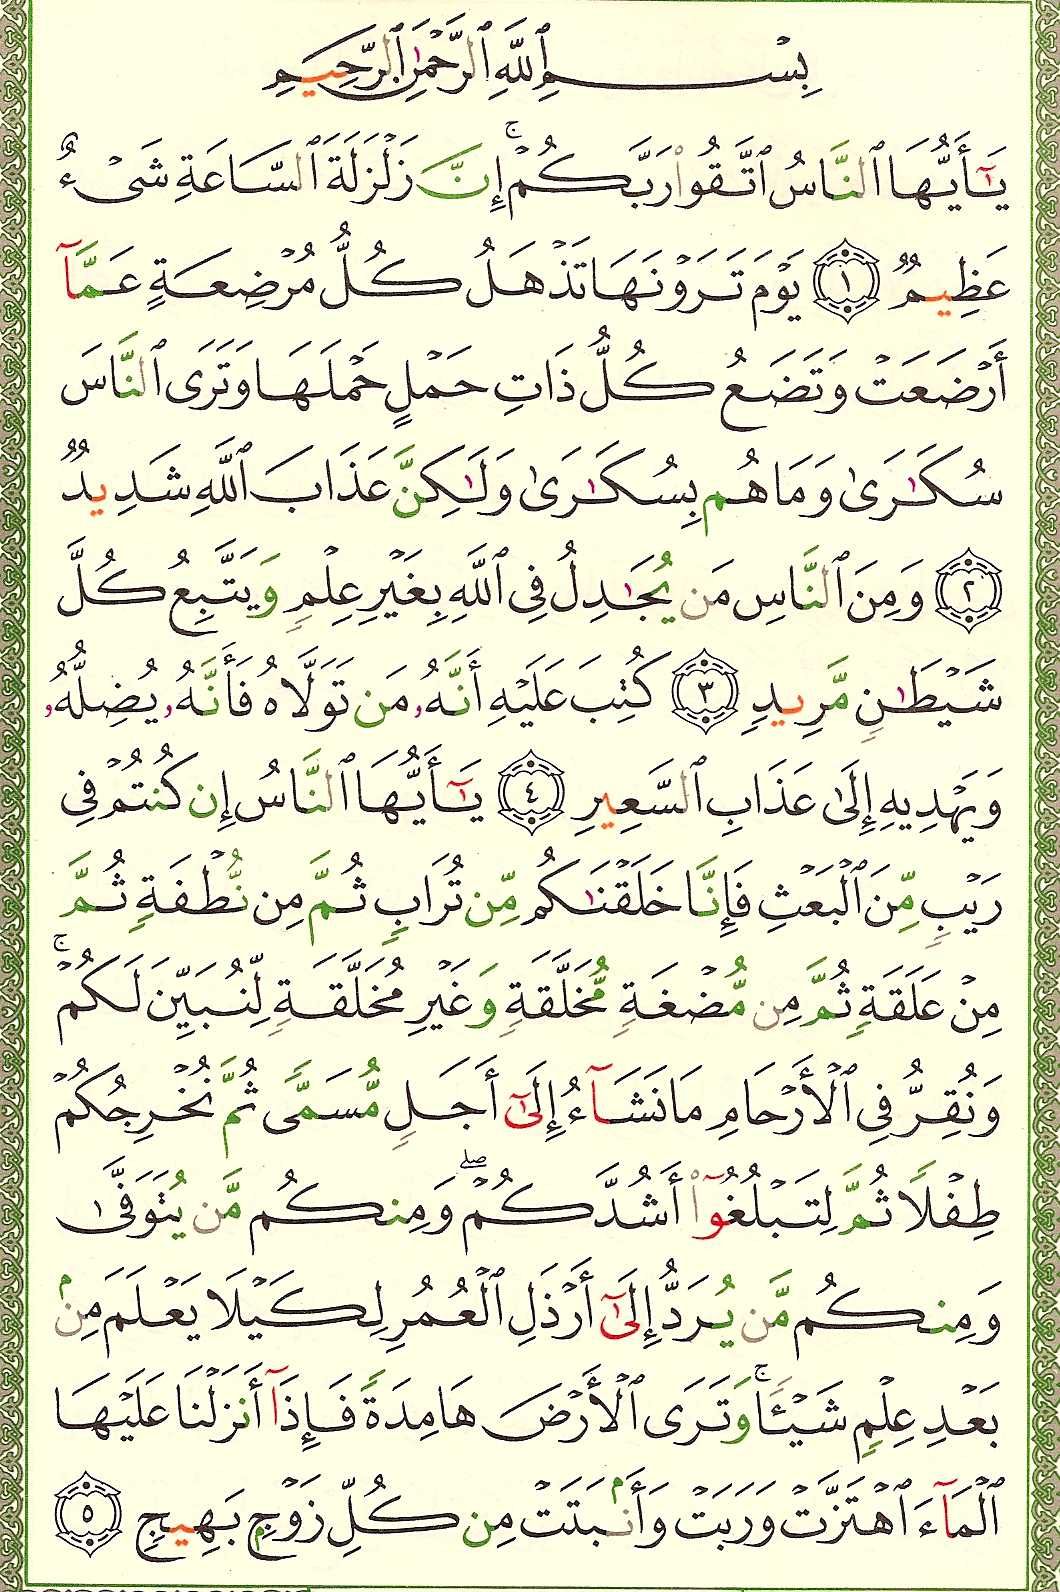 بِسْمِ ٱللَّهِ ٱلرَّحْمَٰنِ ٱلرَّحِيمِ
يَٰٓأَيُّهَا ٱلنَّاسُ ٱتَّقُوا۟ رَبَّكُمْ ۚ إِنَّ زَلْزَلَةَ ٱلسَّاعَةِ شَىْءٌ
عَظِيمٌ ١ يَوْمَ تَرَوْنَهَا تَذْهَلُ كُلُّ مُرْضِعَةٍ عَمَّآ
أَرْضَعَتْ وَتَضَعُ كُلُّ ذَاتِ حَمْلٍ حَمْلَهَا وَتَرَى ٱلنَّاسَ
سُكَٰرَىٰ وَمَا هُم بِسُكَٰرَىٰ وَلَٰكِنَّ عَذَابَ ٱللَّهِ شَدِيدٌ
٢ وَمِنَ ٱلنَّاسِ مَن يُجَٰدِلُ فِى ٱللَّهِ بِغَيْرِ عِلْمٍ وَيَتَّبِعُ كُلَّ
شَيْطَٰنٍ مَّرِيدٍ ٣ كُتِبَ عَلَيْهِ أَنَّهُۥ مَن تَوَلَّاهُ فَأَنَّهُۥ يُضِلُّهُۥ
وَيَهْدِيهِ إِلَىٰ عَذَابِ ٱلسَّعِيرِ ٤ يَٰٓأَيُّهَا ٱلنَّاسُ إِن كُنتُمْ فِى
رَيْبٍ مِّنَ ٱلْبَعْثِ فَإِنَّا خَلَقْنَٰكُم مِّن تُرَابٍ ثُمَّ مِن نُّطْفَةٍ ثُمَّ
مِنْ عَلَقَةٍ ثُمَّ مِن مُّضْغَةٍ مُّخَلَّقَةٍ وَغَيْرِ مُخَلَّقَةٍ لِّنُبَيِّنَ لَكُمْ ۚ
وَنُقِرُّ فِى ٱلْأَرْحَامِ مَا نَشَآءُ إِلَىٰٓ أَجَلٍ مُّسَمًّى ثُمَّ نُخْرِجُكُمْ
طِفْلًا ثُمَّ لِتَبْلُغُوٓا۟ أَشُدَّكُمْ ۖ وَمِنكُم مَّن يُتَوَفَّىٰ
وَمِنكُم مَّن يُرَدُّ إِلَىٰٓ أَرْذَلِ ٱلْعُمُرِ لِكَيْلَا يَعْلَمَ مِنۢ
بَعْدِ عِلْمٍ شَيْـًٔا ۚ وَتَرَى ٱلْأَرْضَ هَامِدَةً فَإِذَآ أَنزَلْنَا عَلَيْهَا
ٱلْمَآءَ ٱهْتَزَّتْ وَرَبَتْ وَأَنۢبَتَتْ مِن كُلِّ زَوْجٍۭ بَهِيجٍ ٥